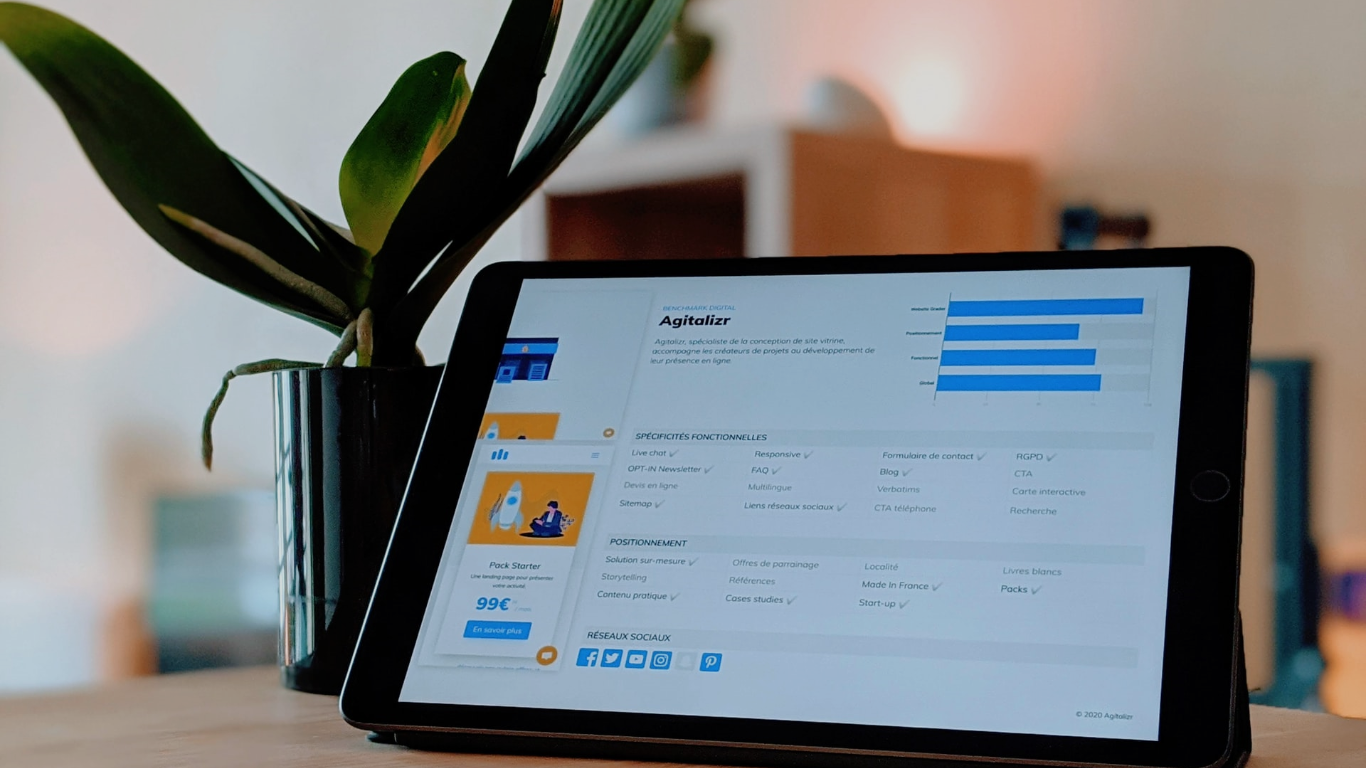 BENCHMARK DIGITAL
Agitalizr
Agitalizr, spécialiste de la conception de site vitrine,
accompagne les créateurs de projets au développement de
leur présence en ligne.
Website Grader
Positionnement
Fonctionnel
Global
SPÉCIFICITÉS FONCTIONNELLES
Live chat ✓ Responsive ✓ Formulaire de contact ✓ RGPD ✓
OPT-IN Newsletter ✓ FAQ ✓ Blog ✓ CTA
Devis en ligne Multilingue Verbatims Carte interactive
Sitemap ✓ Liens réseaux sociaux ✓ CTA téléphone Recherche
POSITIONNEMENT
Solution sur-mesure ✓ Offres de parrainage Localité Livres blancs
Storytelling Références Made In France ✓ Packs ✓
Contenu pratique ✓ Cases studies ✓ Start-up ✓
RÉSEAUX SOCIAUX
Pack Starter
Une landing page pour présenter
votre activité.
99€
En savoir plus
© 2020 Agitalizr